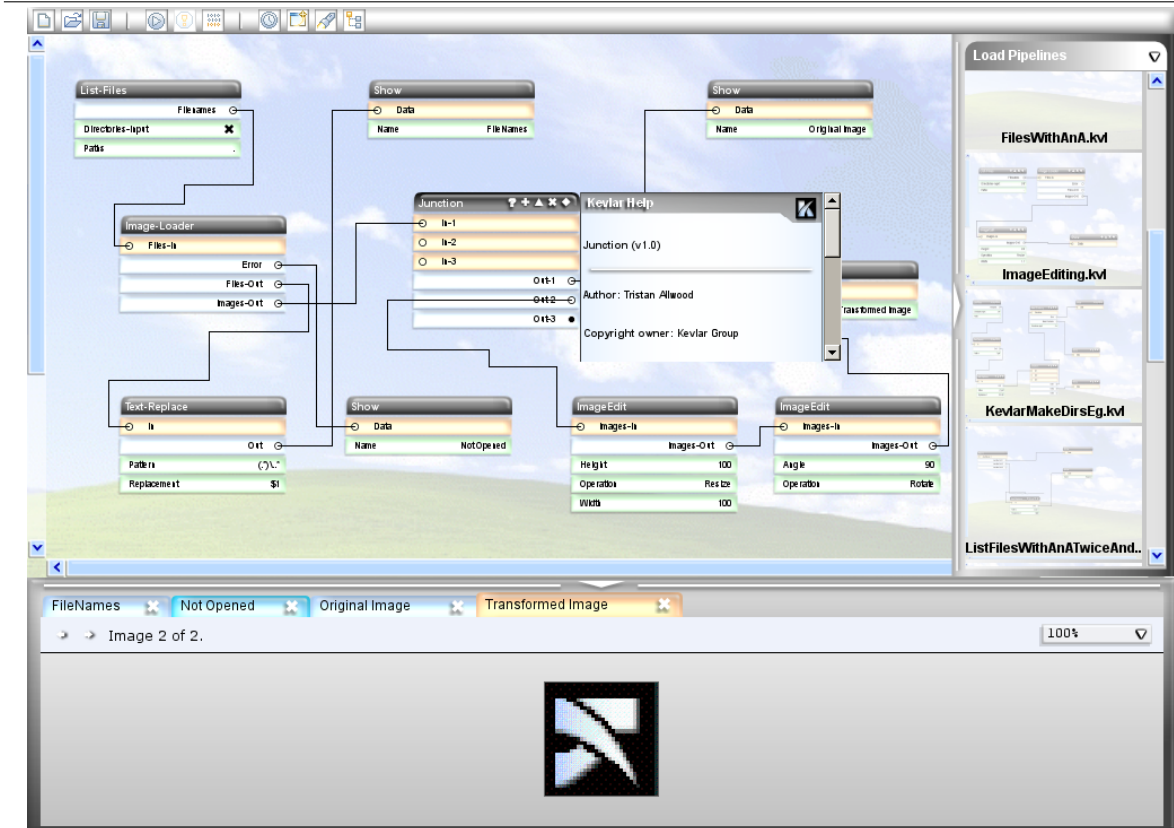 Load Pipelines
List-Files
Filenames
Directories-Input
Paths .
Show
Data
Name FileNames
Show
Data
Name Original Image
FilesWithAnA.kvl
Junction
In-1
In-2
In-3
Out-1
Out-2
Out-3
Kevlar Help
Junction (v1.0)
Author: Tristan Allwood
Copyright owner: Kevlar Group
Image-Loader
Files-In
Error
Files-Out
Images-Out
Transformed Image
ImageEditing.kvl
Text-Replace
In
Out
Pattern (.*)\..*
Replacement $1
Show
Data
Name NotOpened
ImageEdit
Images-In
Images-Out
Height 100
Operation Resize
Width 100
ImageEdit
Images-In
Images-Out
Angle 90
Operation Rotate
KevlarMakeDirsEg.kvl
ListFilesWithAnATwiceAnd..
FileNames
Not Opened
Original Image
Transformed Image
Image 2 of 2.
100%